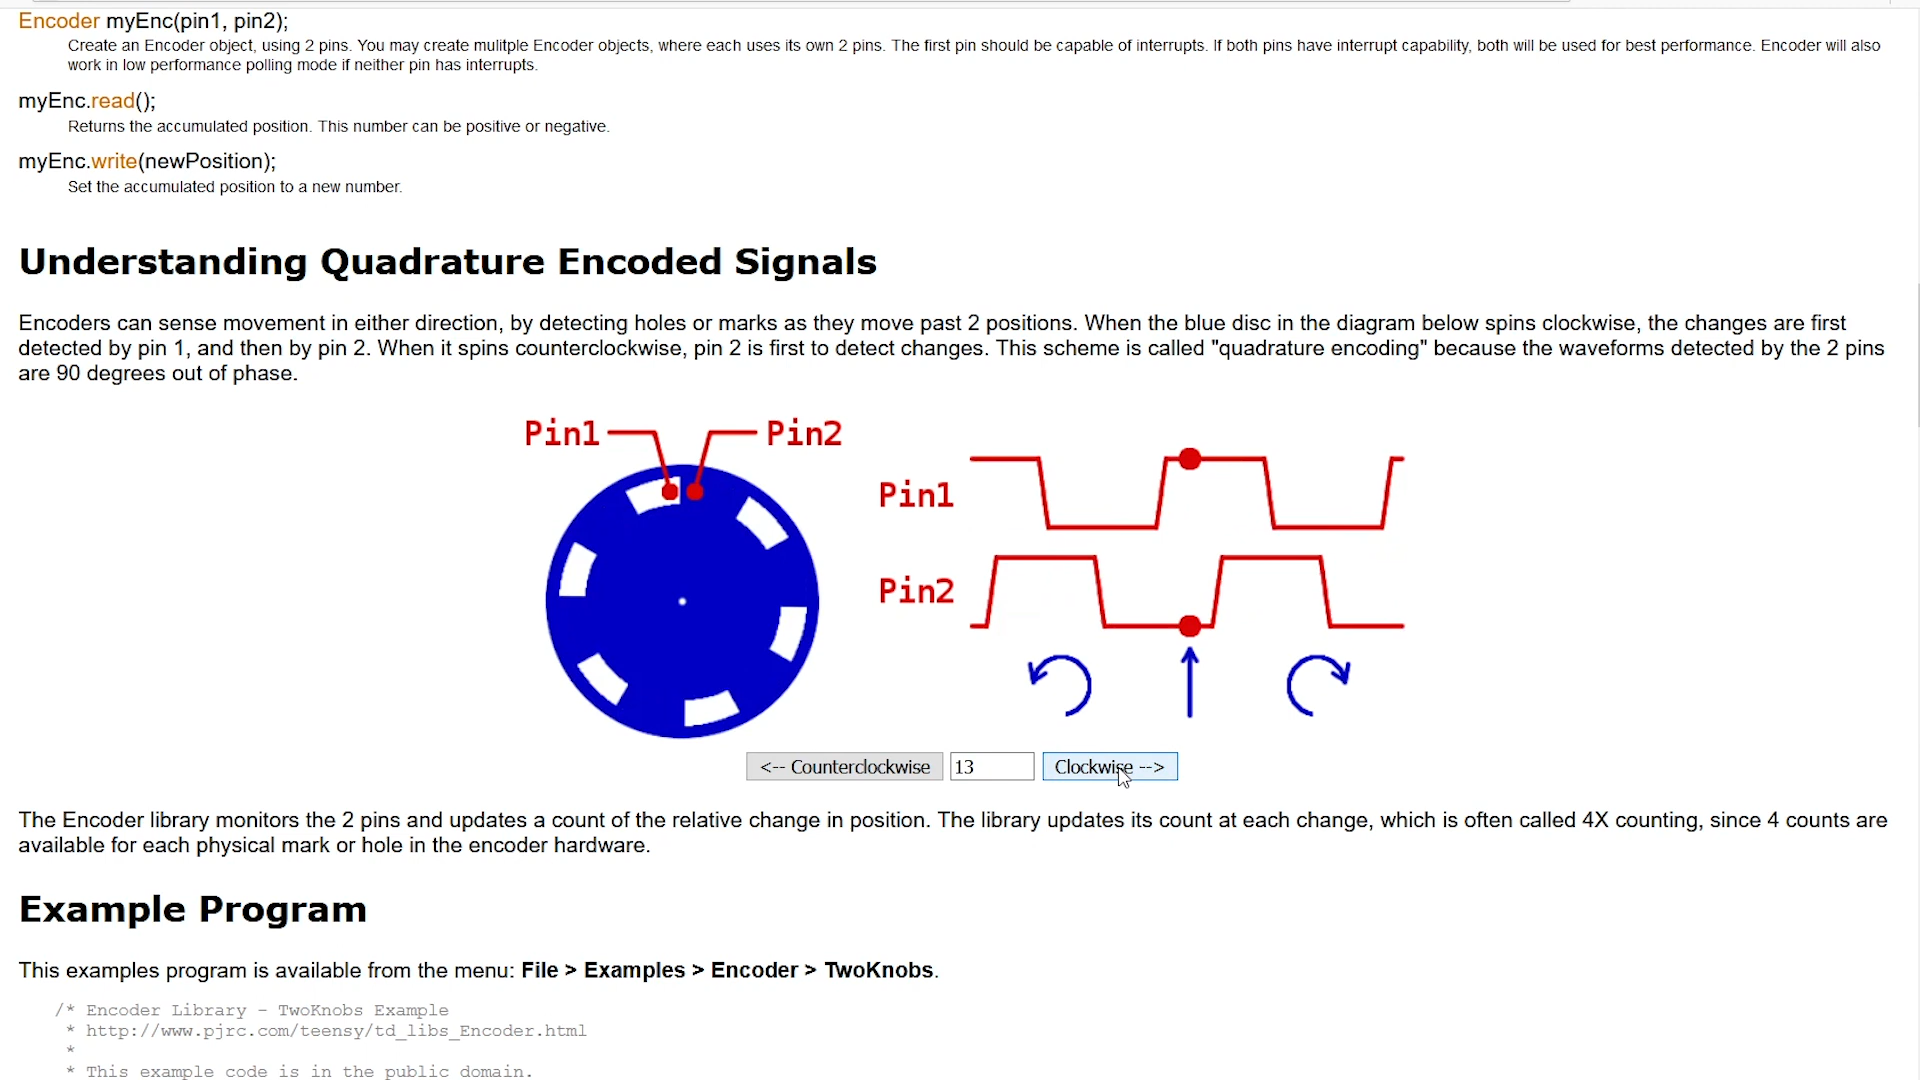 Encoder myEnc(pin1, pin2);
Create an Encoder object, using 2 pins. You may create mulitple Encoder objects, where each uses its own 2 pins. The first pin should be capable of interrupts. If both pins have interrupt capability, both will be used for best performance. Encoder will also
work in low performance polling mode if neither pin has interrupts.
myEnc.read();
Returns the accumulated position. This number can be positive or negative.
myEnc.write(newPosition);
Set the accumulated position to a new number.
Understanding Quadrature Encoded Signals
Encoders can sense movement in either direction, by detecting holes or marks as they move past 2 positions. When the blue disc in the diagram below spins clockwise, the changes are first
detected by pin 1, and then by pin 2. When it spins counterclockwise, pin 2 is first to detect changes. This scheme is called "quadrature encoding" because the waveforms detected by the 2 pins
are 90 degrees out of phase.
Pin1 Pin2
Pin1
Pin2
<-- Counterclockwise 13 Clockwise -->
The Encoder library monitors the 2 pins and updates a count of the relative change in position. The library updates its count at each change, which is often called 4X counting, since 4 counts are
available for each physical mark or hole in the encoder hardware.
Example Program
This examples program is available from the menu: File > Examples > Encoder > TwoKnobs.
/* Encoder Library - TwoKnobs Example
* http://www.pjrc.com/teensy/td_libs_Encoder.html
*
* This example code is in the public domain.